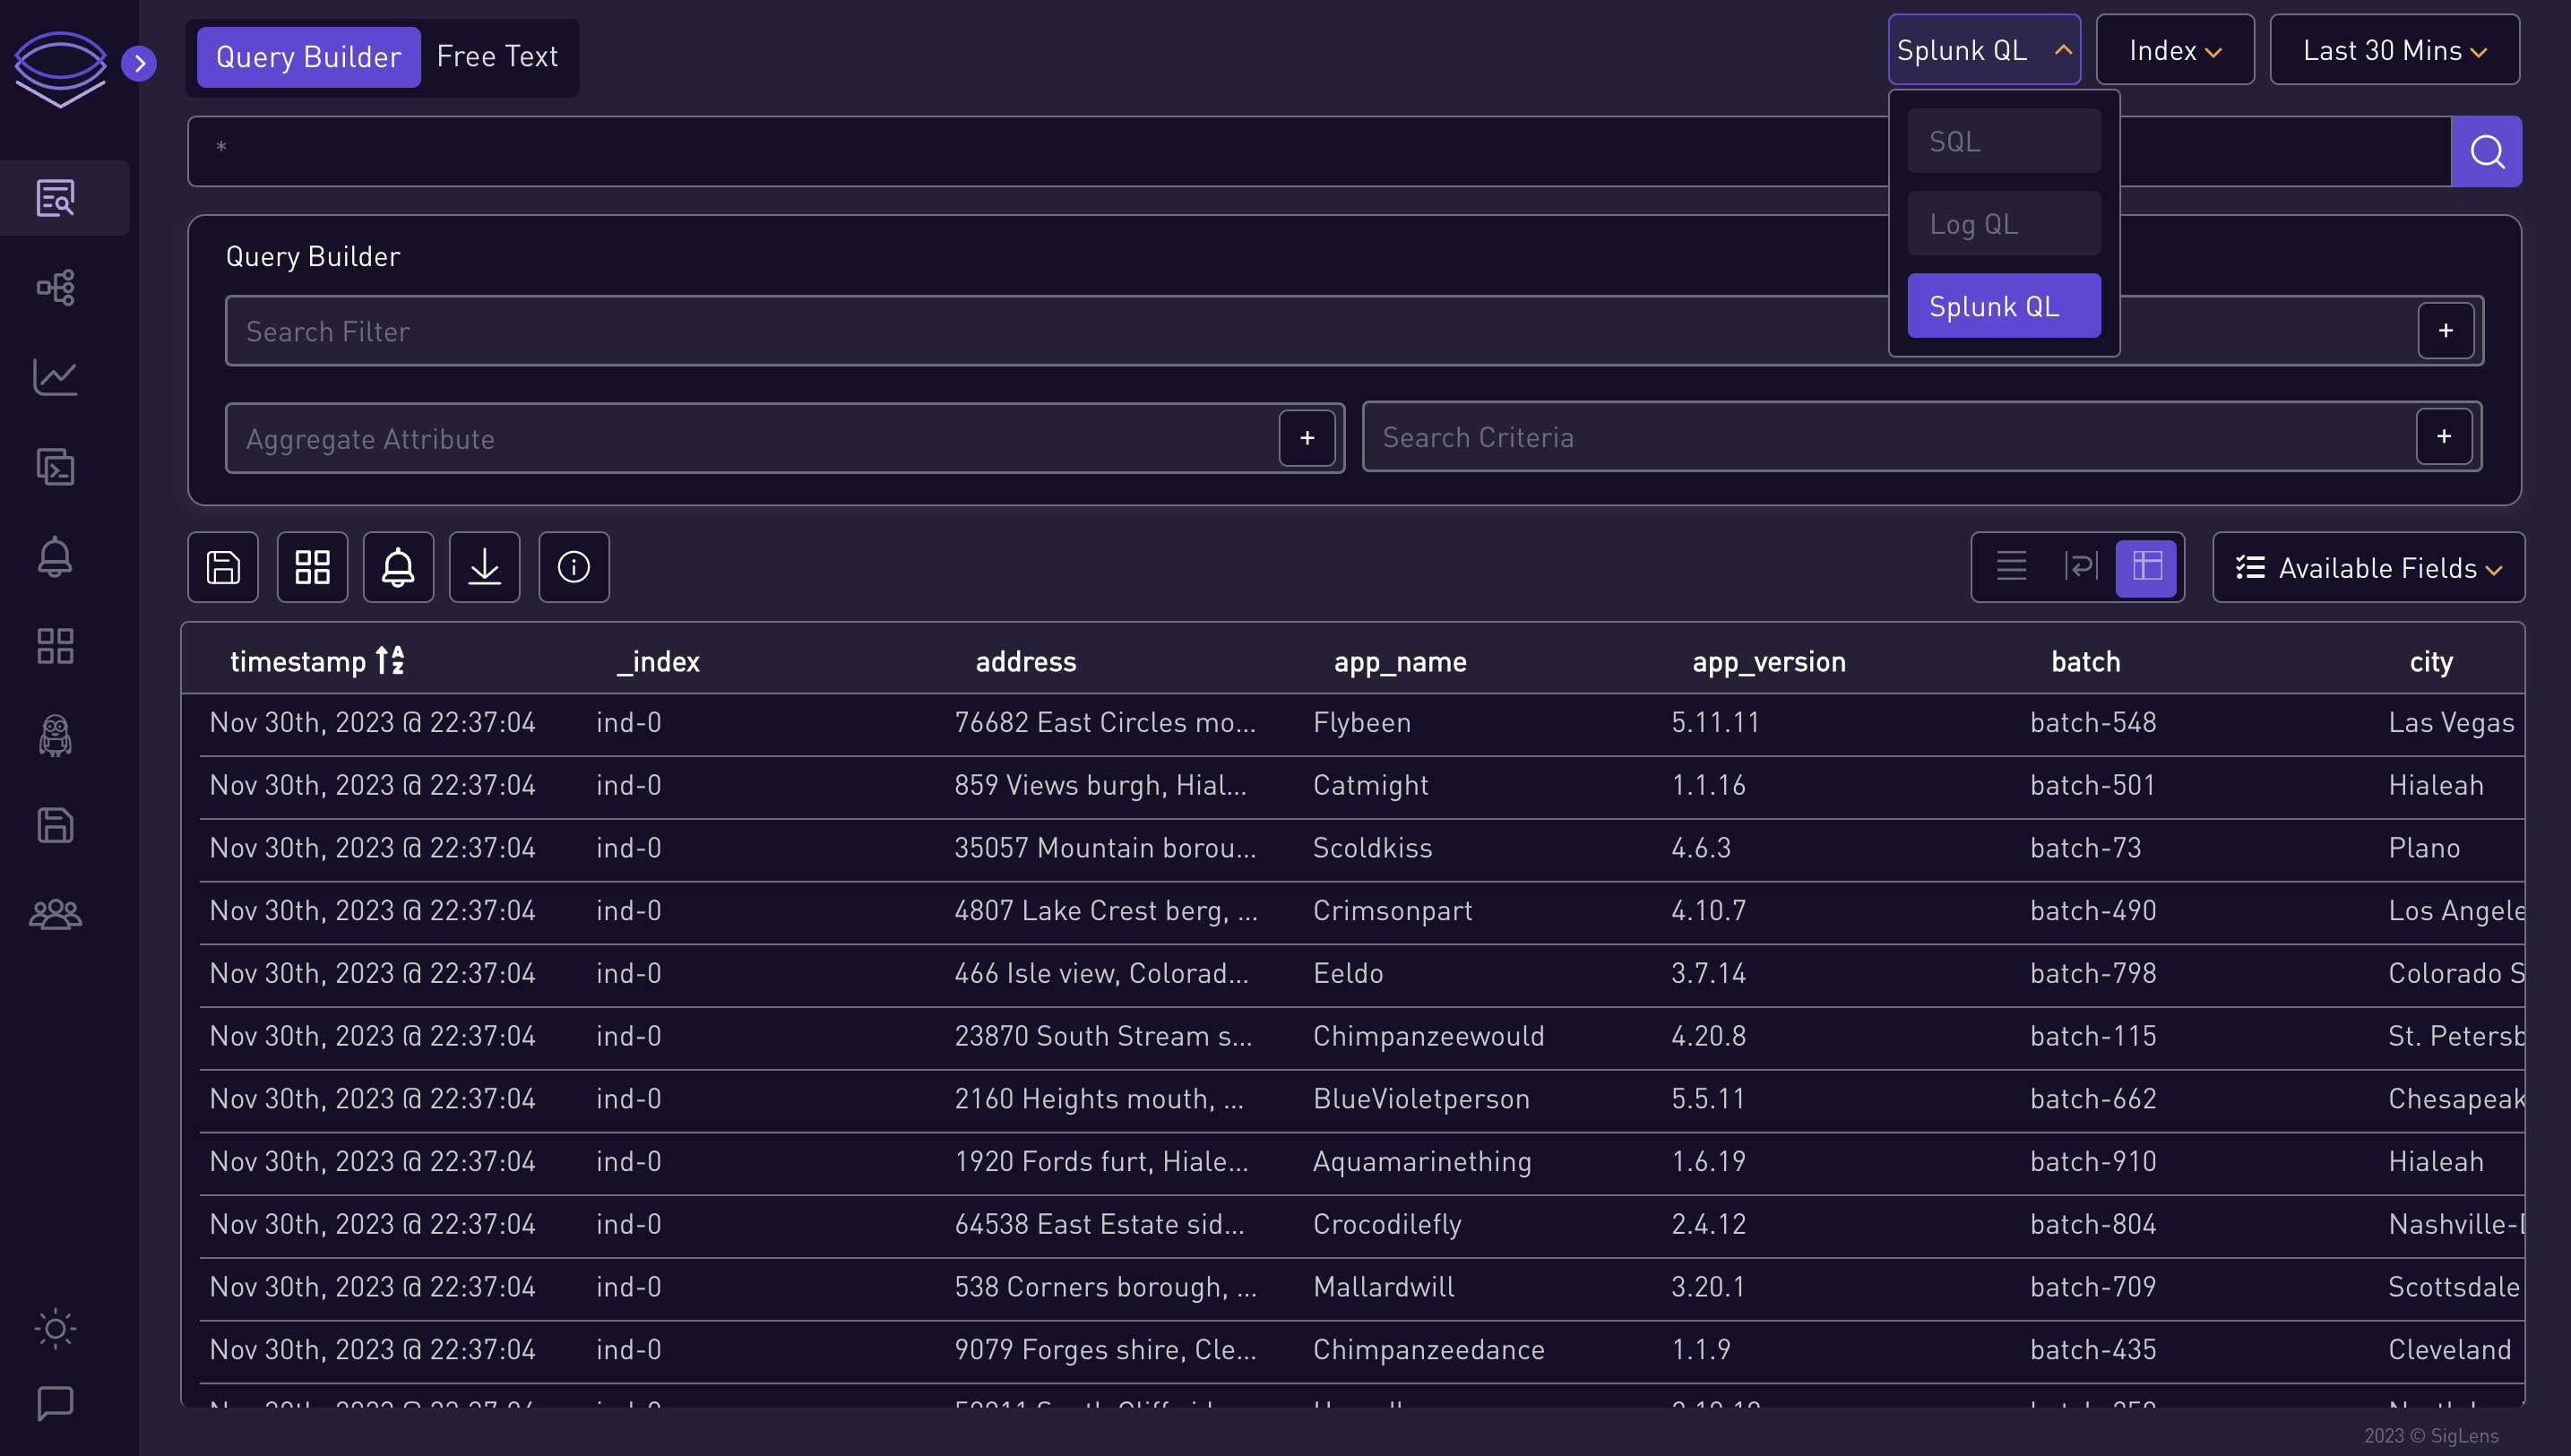 Query Builder Free Text Splunk QL Index Last 30 Mins
*
SQL
Log QL
Splunk QL
Query Builder
Search Filter +
Aggregate Attribute + Search Criteria +
Available Fields
timestamp _index address app_name app_version batch city
Nov 30th, 2023 @ 22:37:04 ind-0 76682 East Circles mo... Flybeen 5.11.11 batch-548 Las Vegas
Nov 30th, 2023 @ 22:37:04 ind-0 859 Views burgh, Hial... Catmight 1.1.16 batch-501 Hialeah
Nov 30th, 2023 @ 22:37:04 ind-0 35057 Mountain borou... Scoldkiss 4.6.3 batch-73 Plano
Nov 30th, 2023 @ 22:37:04 ind-0 4807 Lake Crest berg, ... Crimsonpart 4.10.7 batch-490 Los Angele
Nov 30th, 2023 @ 22:37:04 ind-0 466 Isle view, Colorad... Eeldo 3.7.14 batch-798 Colorado S
Nov 30th, 2023 @ 22:37:04 ind-0 23870 South Stream s... Chimpanzeewould 4.20.8 batch-115 St. Petersb
Nov 30th, 2023 @ 22:37:04 ind-0 2160 Heights mouth, ... BlueVioletperson 5.5.11 batch-662 Chesapeak
Nov 30th, 2023 @ 22:37:04 ind-0 1920 Fords furt, Hiale... Aquamarinething 1.6.19 batch-910 Hialeah
Nov 30th, 2023 @ 22:37:04 ind-0 64538 East Estate sid... Crocodilefly 2.4.12 batch-804 Nashville-D
Nov 30th, 2023 @ 22:37:04 ind-0 538 Corners borough, ... Mallardwill 3.20.1 batch-709 Scottsdale
Nov 30th, 2023 @ 22:37:04 ind-0 9079 Forges shire, Cle... Chimpanzeedance 1.1.9 batch-435 Cleveland
2023 © SigLens